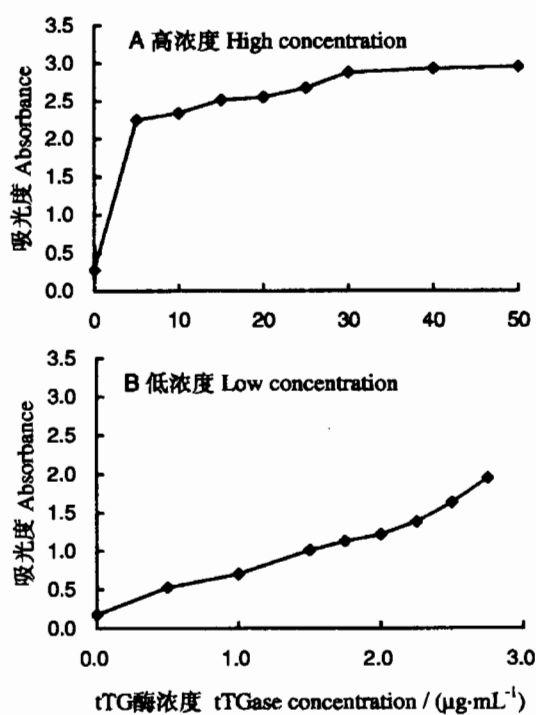 A 高浓度 High concentration
吸光度 Absorbance
3.5
3.0
2.5
2.0
1.5
1.0
0.5
0.0
0 10 20 30 40 50
B 低浓度 Low concentration
吸光度 Absorbance
3.5
3.0
2.5
2.0
1.5
1.0
0.5
0.0
0.0 1.0 2.0 3.0
tTG酶浓度 tTGase concentration / (μg·mL⁻¹)